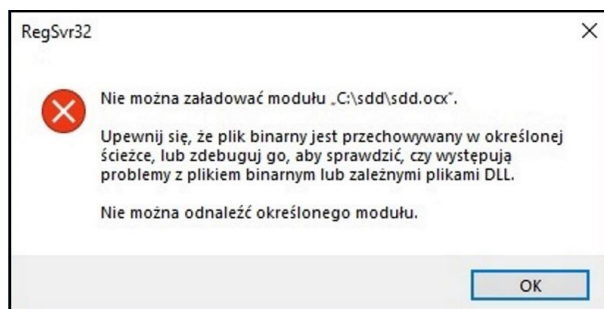 RegSvr32
Nie można załadować modułu „C:\sdd\sdd.ocx”.
Upewnij się, że plik binarny jest przechowywany w określonej
ścieżce, lub zdebuguj go, aby sprawdzić, czy występują
problemy z plikiem binarnym lub zależnymi plikami DLL.
Nie można odnaleźć określonego modułu.
OK